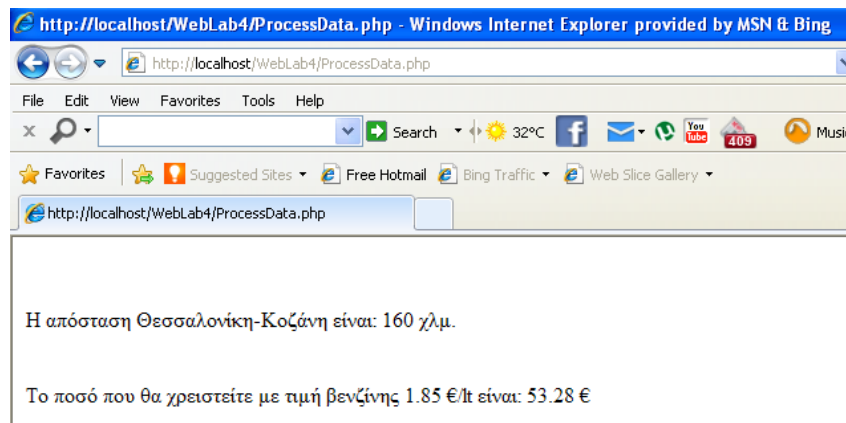 http://localhost/WebLab4/ProcessData.php - Windows Internet Explorer provided by MSN & Bing
http://localhost/WebLab4/ProcessData.php
File Edit View Favorites Tools Help
Search 32°C You Tube 409
Favorites Suggested Sites Free Hotmail Bing Traffic Web Slice Gallery
http://localhost/WebLab4/ProcessData.php
Η απόσταση Θεσσαλονίκη-Κοζάνη είναι: 160 χλμ.
Το ποσό που θα χρειστείτε με τιμή βενζίνης 1.85 €/lt είναι: 53.28 €